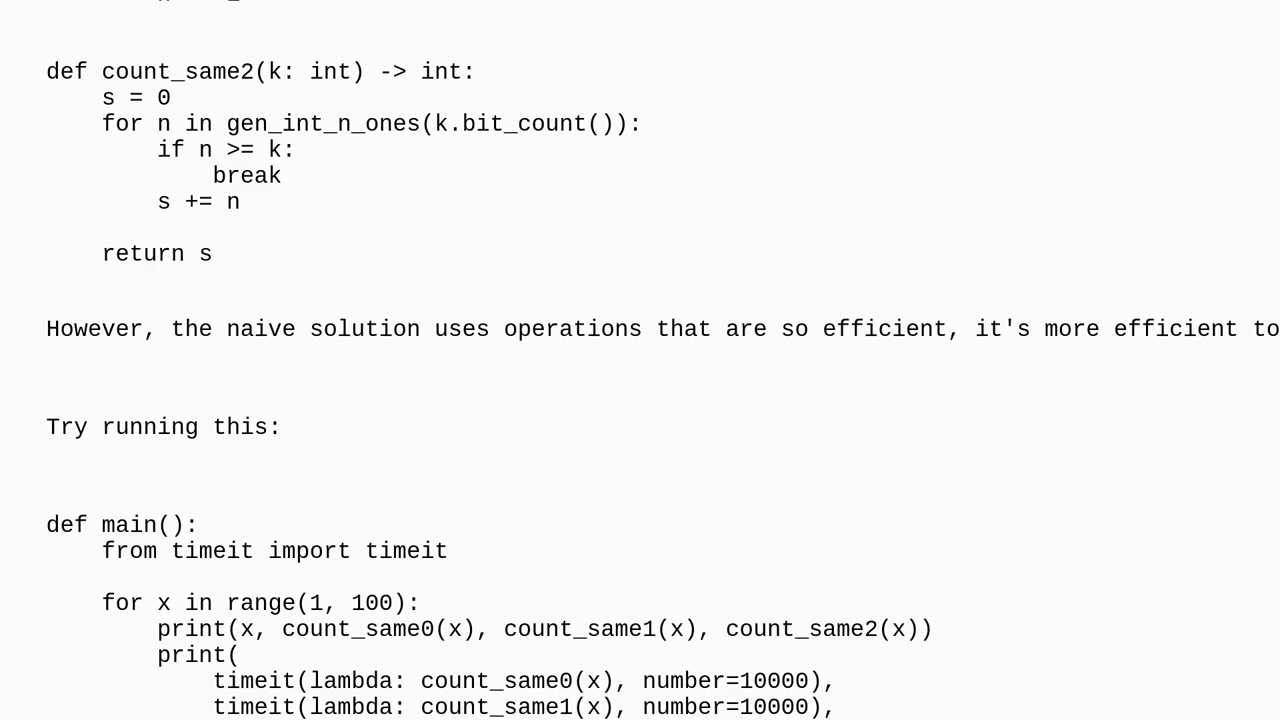 def count_same2(k: int) -> int:
    s = 0
    for n in gen_int_n_ones(k.bit_count()):
        if n >= k:
            break
        s += n
    return s
However, the naive solution uses operations that are so efficient, it's more efficient to
Try running this:
def main():
    from timeit import timeit
    for x in range(1, 100):
        print(x, count_same0(x), count_same1(x), count_same2(x))
        print(
            timeit(lambda: count_same0(x), number=10000),
            timeit(lambda: count_same1(x), number=10000),